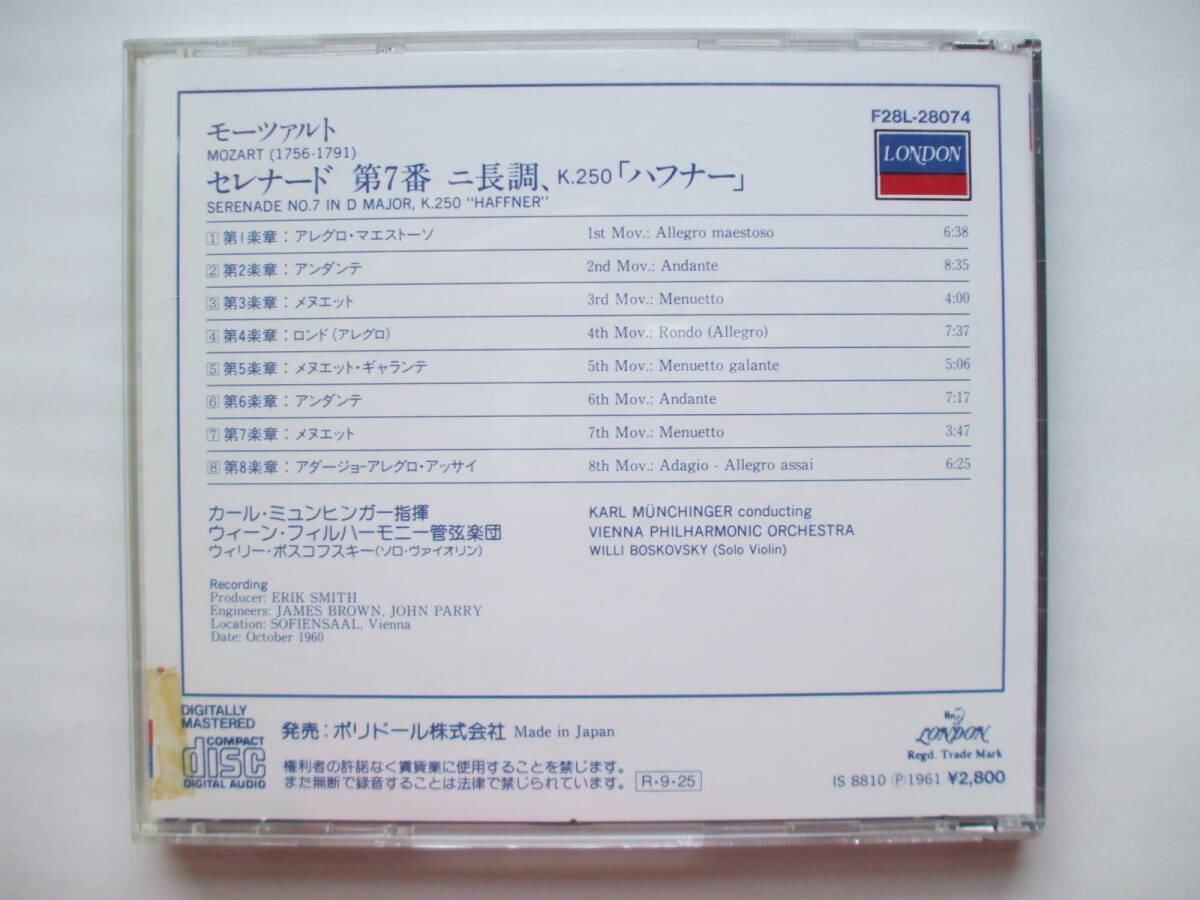 F28L-28074
LONDON
モーツァルト
MOZART (1756-1791)
セレナード 第7番 ニ長調、K.250「ハフナー」
SERENADE NO.7 IN D MAJOR, K.250 "HAFFNER"
1 第1楽章：アレグロ・マエストーソ 1st Mov.: Allegro maestoso 6:38
2 第2楽章：アンダンテ 2nd Mov.: Andante 8:35
3 第3楽章：メヌエット 3rd Mov.: Menuetto 4:00
4 第4楽章：ロンド（アレグロ） 4th Mov.: Rondo (Allegro) 7:37
5 第5楽章：メヌエット・ギャランテ 5th Mov.: Menuetto galante 5:06
6 第6楽章：アンダンテ 6th Mov.: Andante 7:17
7 第7楽章：メヌエット 7th Mov.: Menuetto 3:47
8 第8楽章：アダージョ-アレグロ・アッサイ 8th Mov.: Adagio - Allegro assai 6:25
カール・ミュンヒンガー指揮 KARL MÜNCHINGER conducting
ウィーン・フィルハーモニー管弦楽団 VIENNA PHILHARMONIC ORCHESTRA
ウィリー・ボスコフスキー（ソロ・ヴァイオリン） WILLI BOSKOVSKY (Solo Violin)
Recording
Producer: ERIK SMITH
Engineers: JAMES BROWN, JOHN PARRY
Location: SOFIENSAAL, Vienna
Date: October 1960
DIGITALLY
MASTERED
COMPACT
disc
DIGITAL AUDIO
発売：ポリドール株式会社 Made in Japan
権利者の許諾なく賃貸業に使用することを禁じます。
また無断で録音することは法律で禁じられています。 R・9・25
LONDON
Regd. Trade Mark
IS 8810 Ⓟ1961 ¥2,800